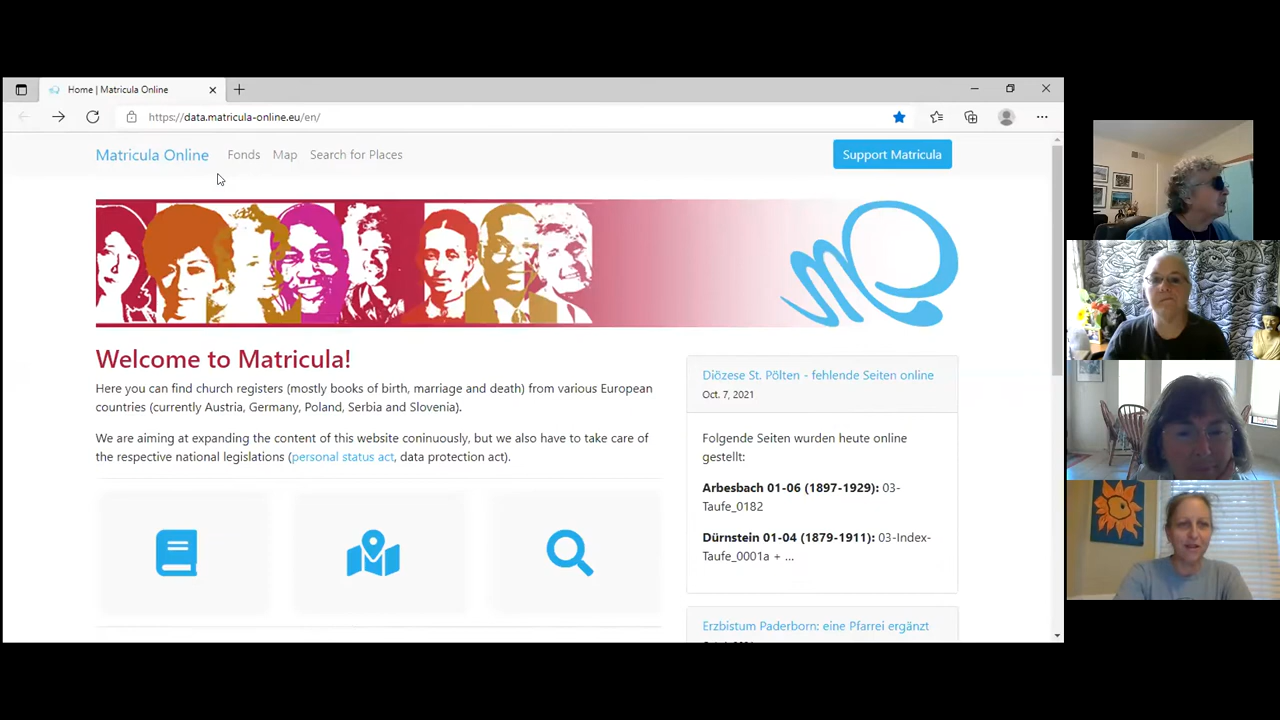 Home | Matricula Online
https://data.matricula-online.eu/en/
Matricula Online Fonds Map Search for Places Support Matricula
Welcome to Matricula!
Here you can find church registers (mostly books of birth, marriage and death) from various European
countries (currently Austria, Germany, Poland, Serbia and Slovenia).
We are aiming at expanding the content of this website coninuously, but we also have to take care of
the respective national legislations (personal status act, data protection act).
Diözese St. Pölten - fehlende Seiten online
Oct. 7, 2021
Folgende Seiten wurden heute online
gestellt:
Arbesbach 01-06 (1897-1929): 03-
Taufe_0182
Dürnstein 01-04 (1879-1911): 03-Index-
Taufe_0001a + ...
Erzbistum Paderborn: eine Pfarrei ergänzt